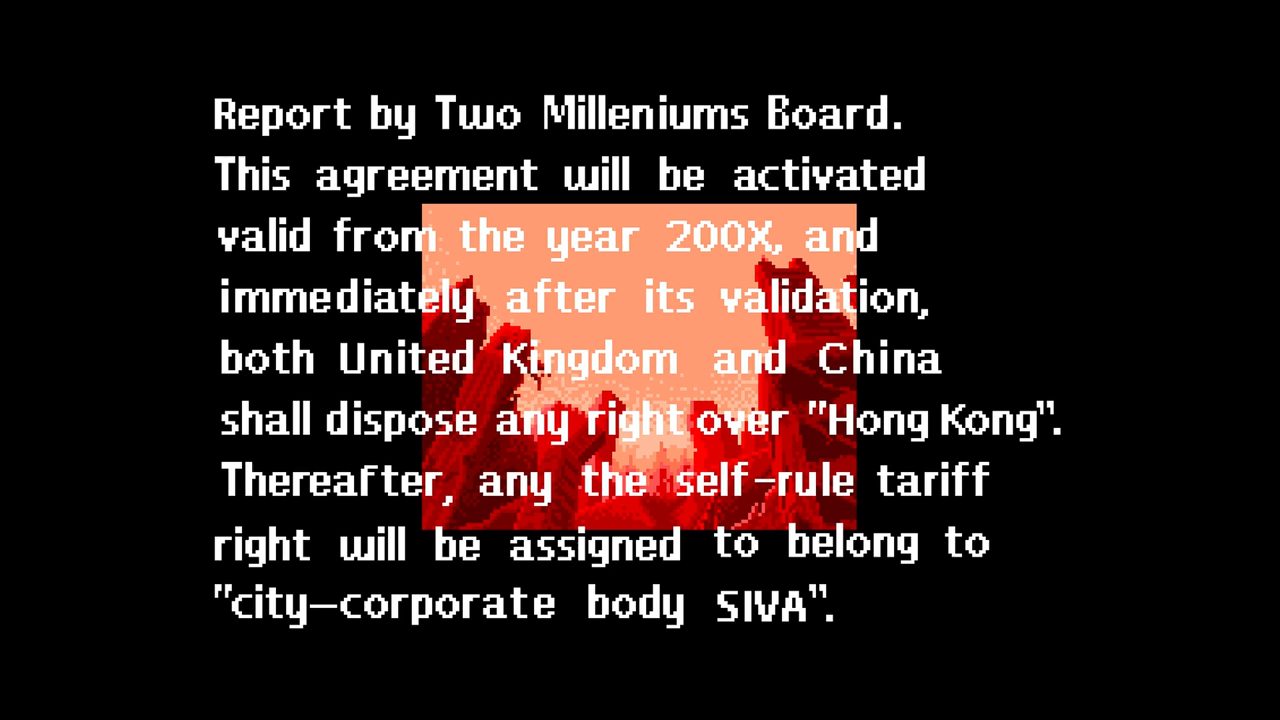 Report by Two Milleniums Board.
This agreement will be activated
valid from the year 200X, and
immediately after its validation,
both United Kingdom and China
shall dispose any right over "Hong Kong".
Thereafter, any the self-rule tariff
right will be assigned to belong to
"city-corporate body SIVA".